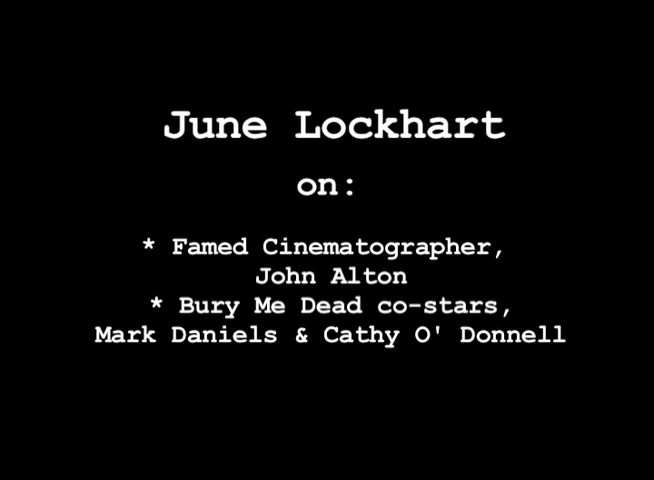 June Lockhart
on:
* Famed Cinematographer,
John Alton
* Bury Me Dead co-stars,
Mark Daniels & Cathy O' Donnell